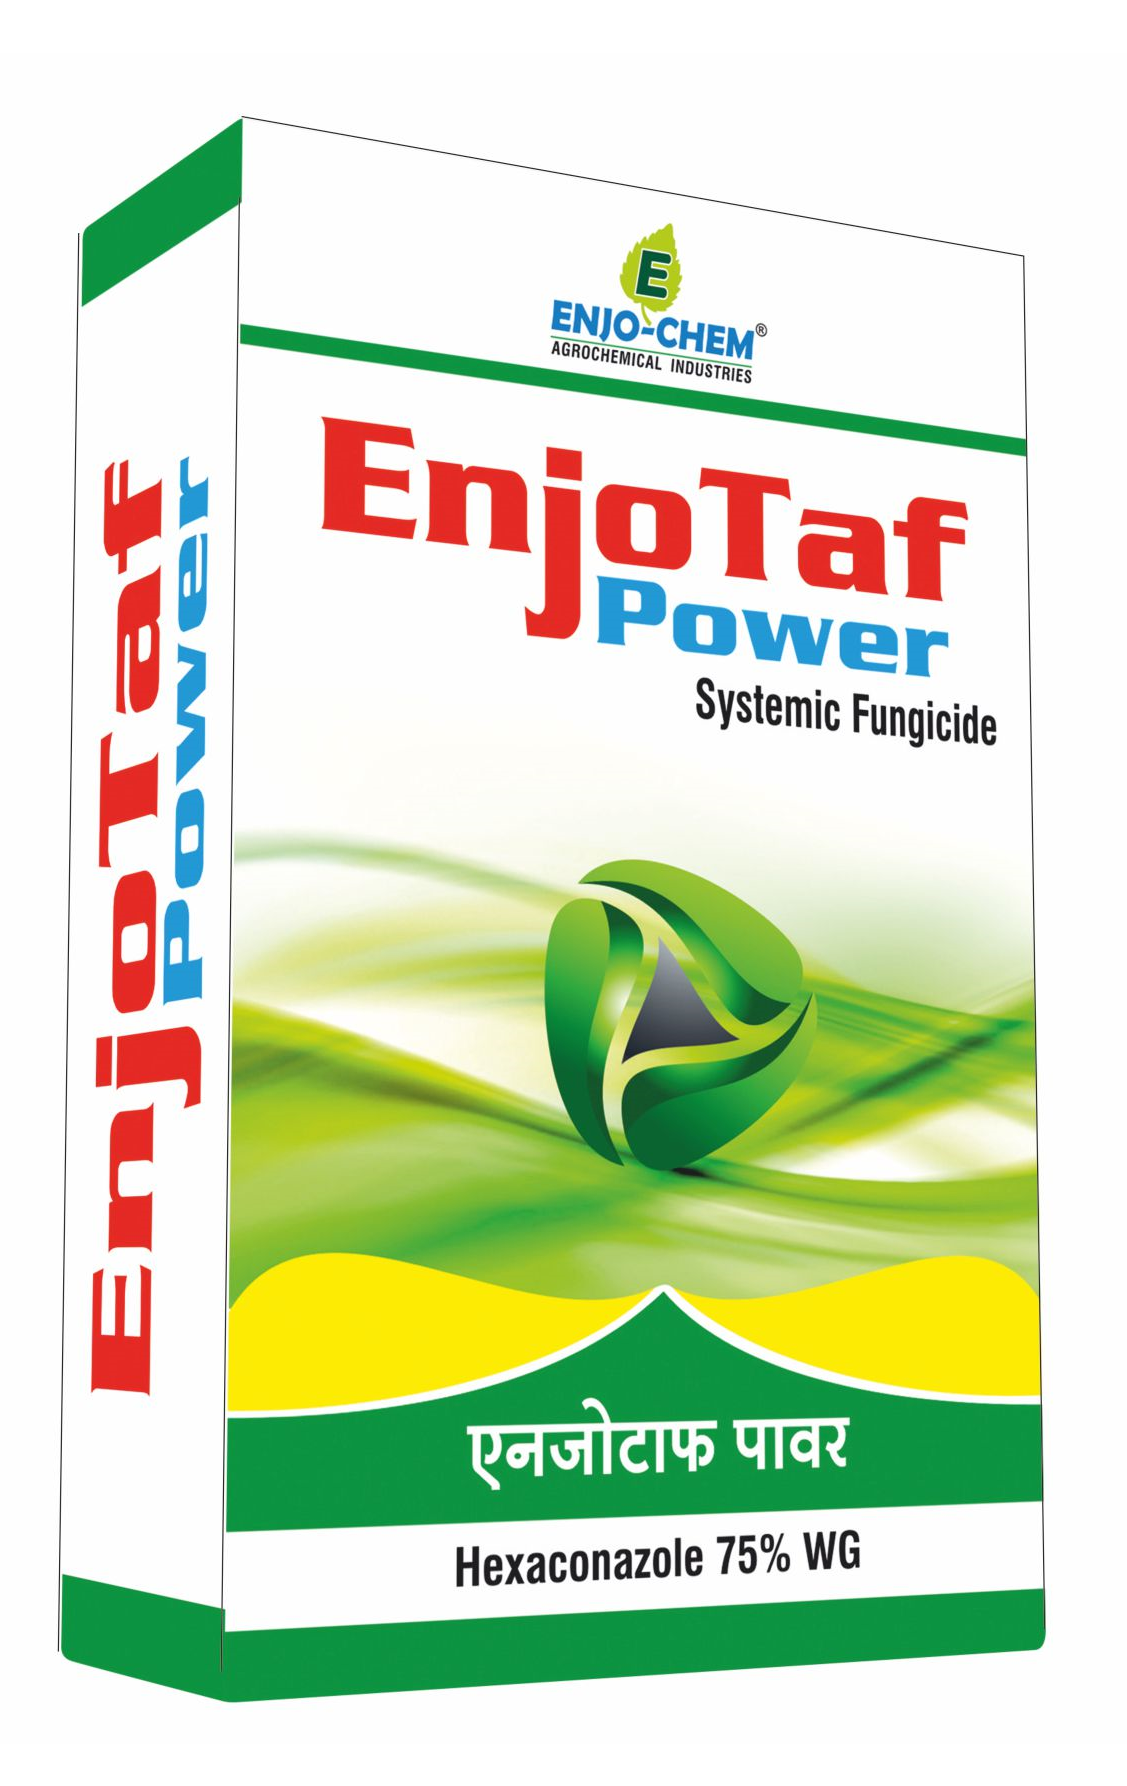 E
ENJO-CHEM®
AGROCHEMICAL INDUSTRIES
EnjoTaf
Power
Systemic Fungicide
एनजोटाफ पावर
Hexaconazole 75% WG
EnjoTaf
Power